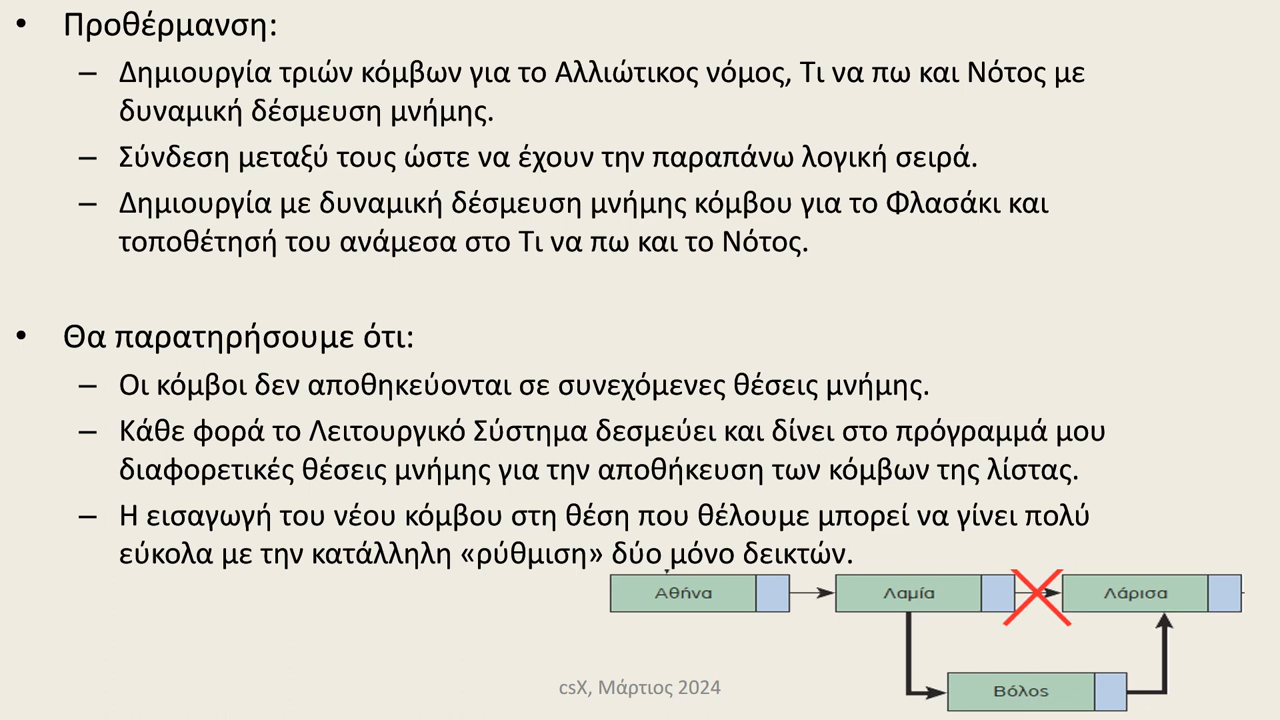 • Προθέρμανση:
– Δημιουργία τριών κόμβων για το Αλλιώτικος νόμος, Τι να πω και Νότος με
δυναμική δέσμευση μνήμης.
– Σύνδεση μεταξύ τους ώστε να έχουν την παραπάνω λογική σειρά.
– Δημιουργία με δυναμική δέσμευση μνήμης κόμβου για το Φλασάκι και
τοποθέτησή του ανάμεσα στο Τι να πω και το Νότος.
• Θα παρατηρήσουμε ότι:
– Οι κόμβοι δεν αποθηκεύονται σε συνεχόμενες θέσεις μνήμης.
– Κάθε φορά το Λειτουργικό Σύστημα δεσμεύει και δίνει στο πρόγραμμά μου
διαφορετικές θέσεις μνήμης για την αποθήκευση των κόμβων της λίστας.
– Η εισαγωγή του νέου κόμβου στη θέση που θέλουμε μπορεί να γίνει πολύ
εύκολα με την κατάλληλη «ρύθμιση» δύο μόνο δεικτών.
Αθήνα Λαμία Λάρισα
Βόλος
csX, Μάρτιος 2024